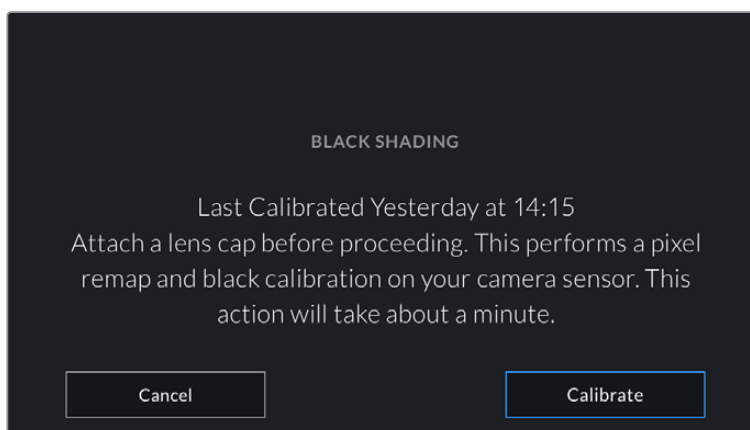 BLACK SHADING
Last Calibrated Yesterday at 14:15
Attach a lens cap before proceeding. This performs a pixel
remap and black calibration on your camera sensor. This
action will take about a minute.
Cancel
Calibrate